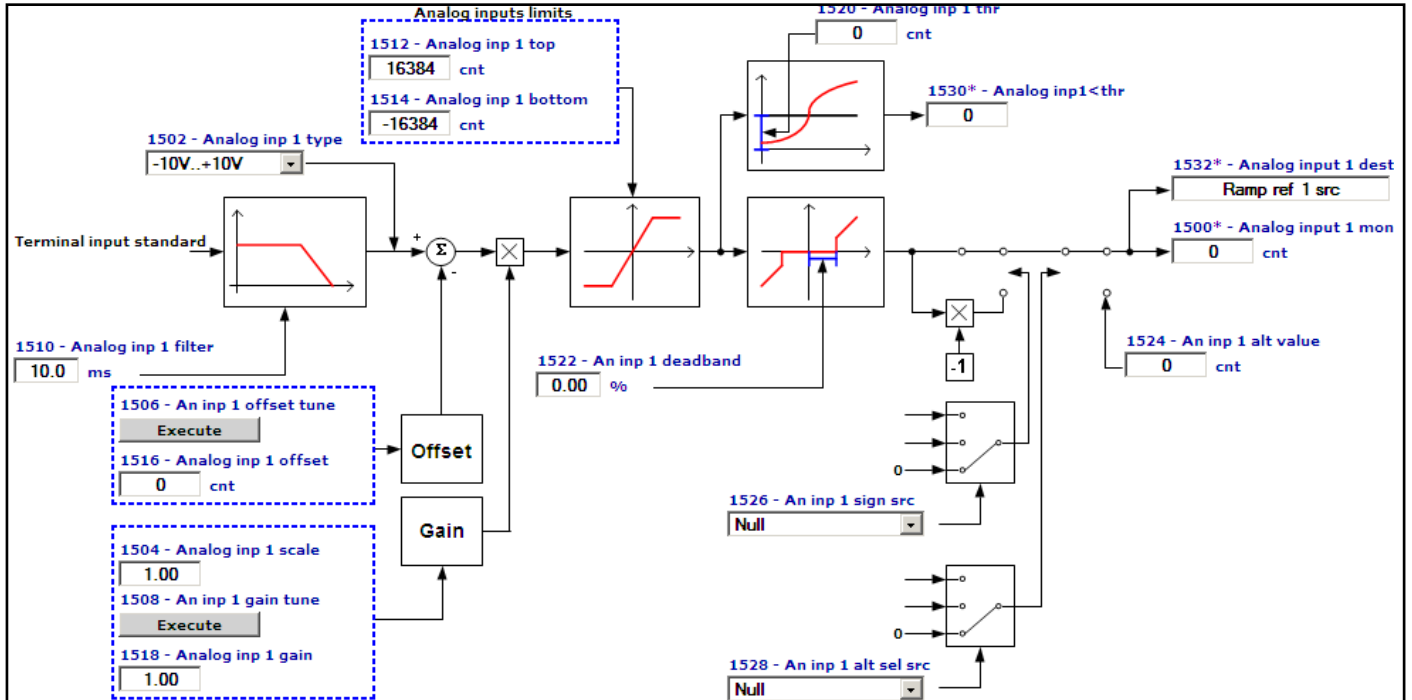 Analog inputs limits
1512 - Analog inp 1 top
16384 cnt
1514 - Analog inp 1 bottom
-16384 cnt
1520 - Analog inp 1 thr
0 cnt
1530* - Analog inp1<thr
0
1502 - Analog inp 1 type
-10V..+10V
1532* - Analog input 1 dest
Ramp ref 1 src
Terminal input standard
+
Σ
-
1500* - Analog input 1 mon
0 cnt
1510 - Analog inp 1 filter
10.0 ms
1522 - An inp 1 deadband
0.00 %
-1
1524 - An inp 1 alt value
0 cnt
1506 - An inp 1 offset tune
Execute
1516 - Analog inp 1 offset
0 cnt
Offset
Gain
0
1526 - An inp 1 sign src
Null
1504 - Analog inp 1 scale
1.00
1508 - An inp 1 gain tune
Execute
1518 - Analog inp 1 gain
1.00
0
1528 - An inp 1 alt sel src
Null